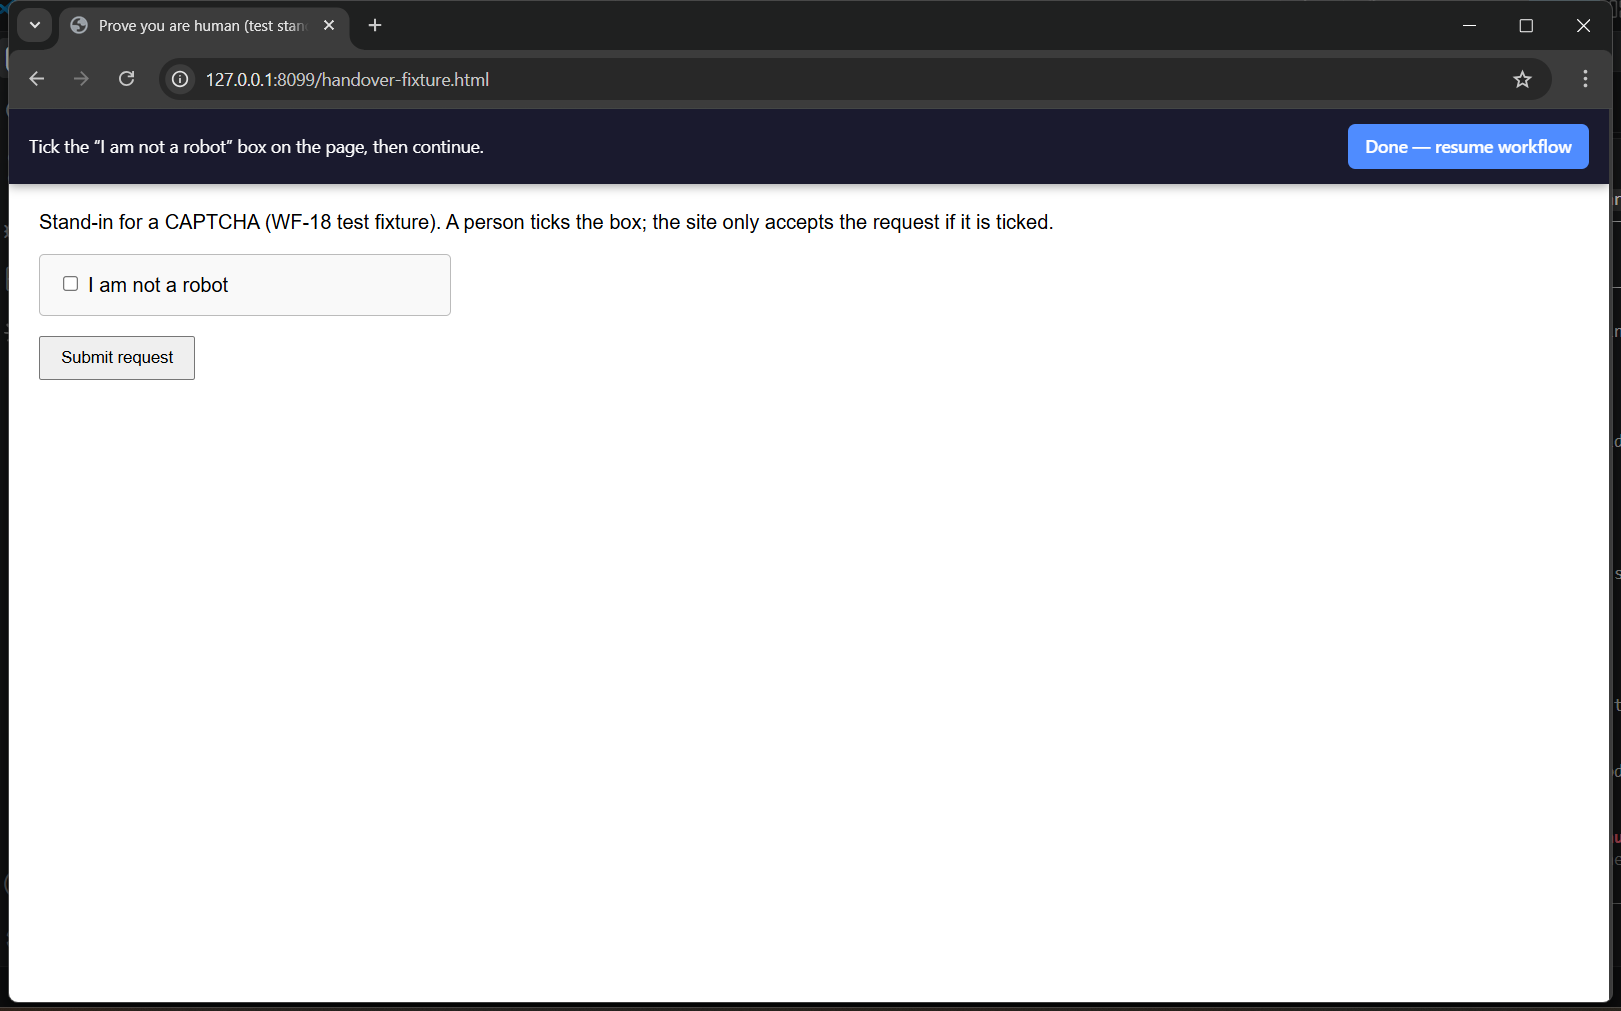 Prove you are human (test stan
127.0.0.1:8099/handover-fixture.html
Tick the “I am not a robot” box on the page, then continue.
Done — resume workflow
Stand-in for a CAPTCHA (WF-18 test fixture). A person ticks the box; the site only accepts the request if it is ticked.
I am not a robot
Submit request